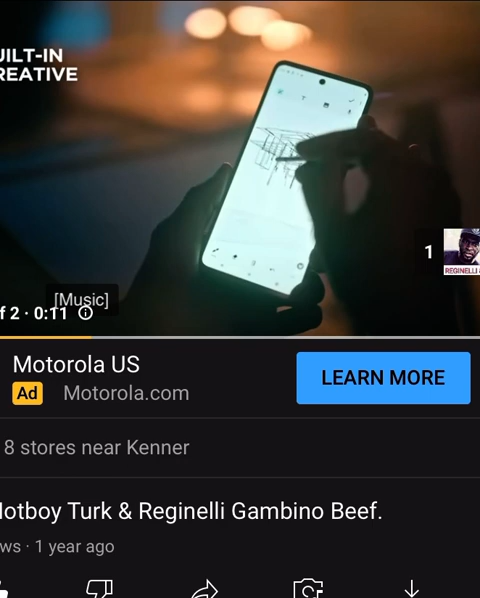 UILT-IN
REATIVE
1
REGINELLI
[Music]
f 2 · 0:11
Motorola US
LEARN MORE
Ad Motorola.com
8 stores near Kenner
Hotboy Turk & Reginelli Gambino Beef.
ws · 1 year ago